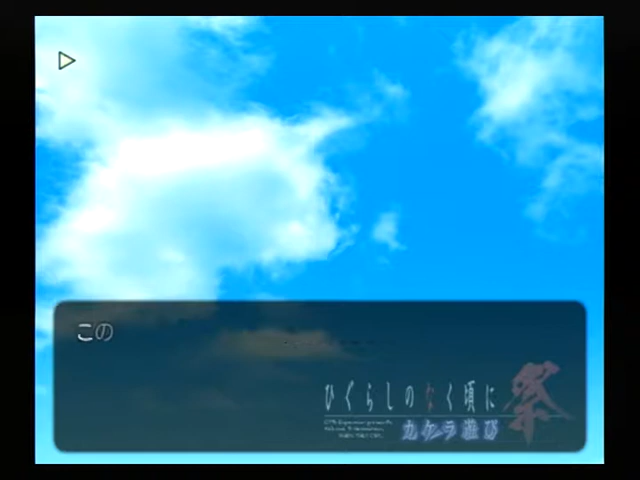 この
ひぐらしのなく頃に祭
カケラ遊び